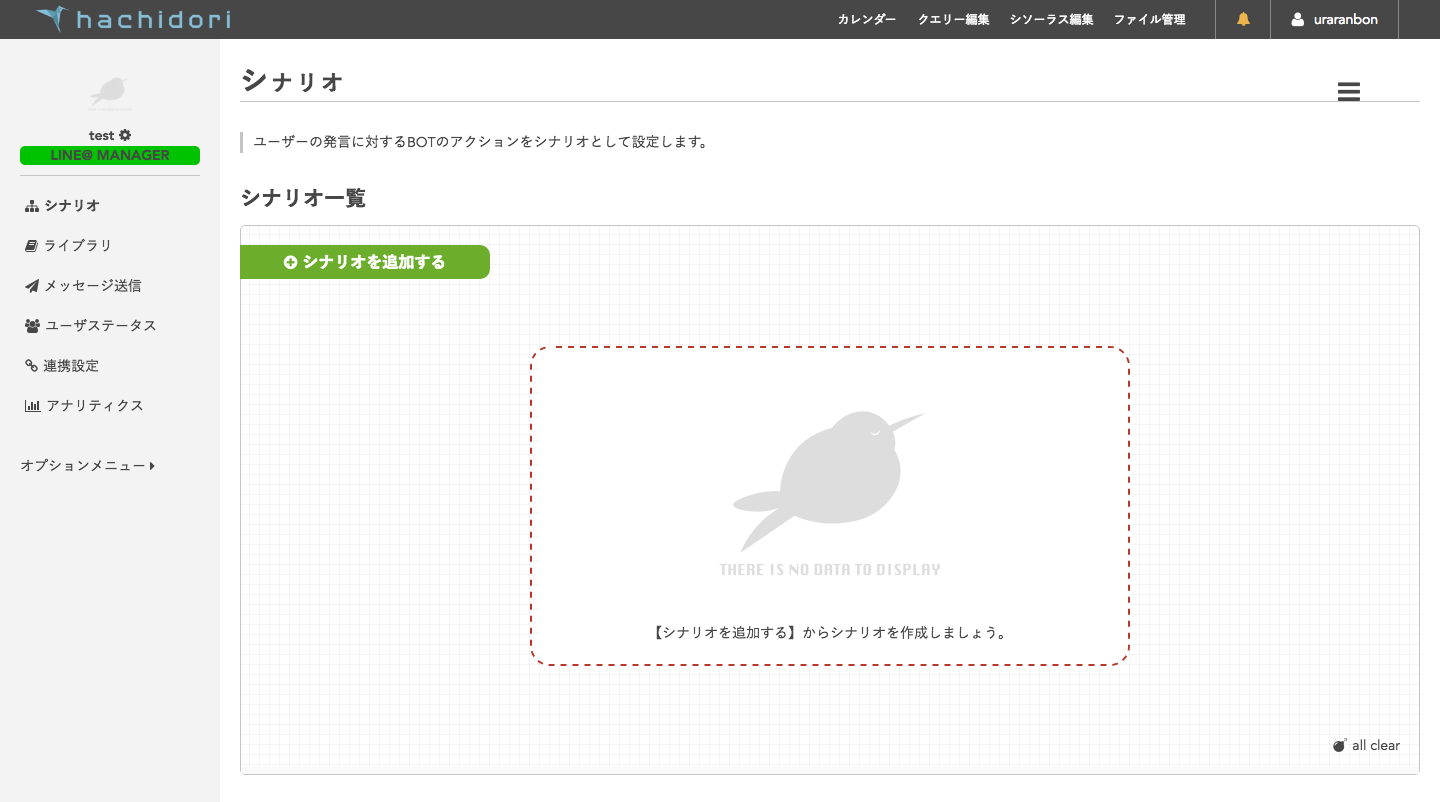 hachidori
カレンダー クエリー編集 シソーラス編集 ファイル管理 uraranbon
test
LINE@ MANAGER
シナリオ
ライブラリ
メッセージ送信
ユーザステータス
連携設定
アナリティクス
オプションメニュー
シナリオ
ユーザーの発言に対するBOTのアクションをシナリオとして設定します。
シナリオ一覧
シナリオを追加する
THERE IS NO DATA TO DISPLAY
【シナリオを追加する】からシナリオを作成しましょう。
all clear